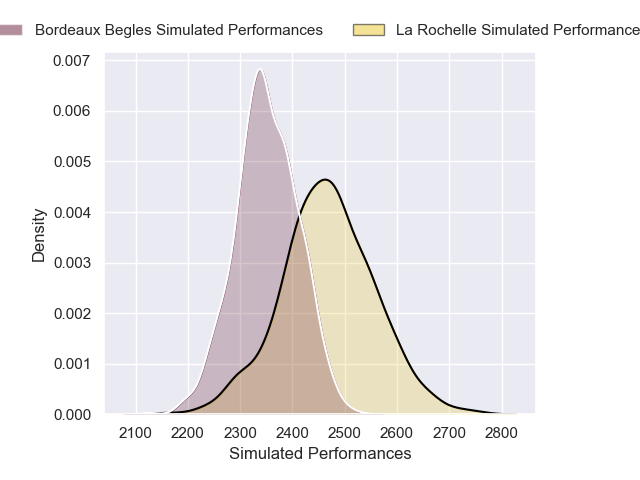 Bordeaux Begles Simulated Performances La Rochelle Simulated Performance
0.007
0.006
0.005
0.004
0.003
0.002
0.001
0.000
Density
2100 2200 2300 2400 2500 2600 2700 2800
Simulated Performances